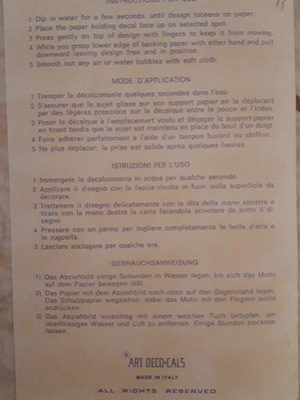 INSTRUCTIONS FOR USE
1 Dip in water for a few seconds, until design loosens on paper
2 Place the paper holding decal face up on selected spot.
3 Press gently on top of design with fingers to keep it from moving
4 While you grasp lower edge of backing paper with other hand and pull
downward leaving design free and in position.
5 Smooth out any air or water bubbles with soft cloth.
MODE D'APPLICATION
1 Tremper la décalcomanie quelques secondes dans l'eau.
2 S'assurer que le sujet glisse sur son support papier en le déplacant
par des légères pressions sur le décalque entre le pouce et l'index.
3 Poser le décalque à l'emplacement voulu et dégager le support-papier
en tirant tandis que le sujet est maintenu en place du bout d'un doigt
4 Faire adhérer parfaitement à l'aide d'un tampon buvard ou chiffon.
5 Ne plus déplacer: la prise est solide après quelques heures.
ISTRUZIONI PER L'USO
1 Immergete la decalcomania in acqua per qualche secondo
2 Applicare il disegno con la faccia rivolta in fuori sulla superficie da
decorare.
3 Trattenere il disegno delicatamente con le dita della mano sinistra e
tirare con la mano destra la carta facendola scivolare da sotto il di-
segno.
4 Pressare con un panno per togliere completamente le bolle d'aria e
le rugosità.
5 Lasciare asciugare per qualche ora.
GEBRAUCHSANWEISUNG
1) Das Abziehbild einige Sekunden in Wasser legen, bis sich das Motiv
auf dem Papier bewegen läßt.
2) Das Papier mit dem Abziehbild nach oben auf den Gegenstand legen.
Das Schutzpapier wegziehen, dabei das Motiv mit den Fingern leicht
andrücken.
3) Das Abziehbild vorsichtig mit einem weichen Tuch betupfen, um
überflüssiges Wasser und Luft zu entfernen. Einige Stunden trocknen
lassen.
ART DECO-CALS
MADE IN ITALY
ALL RIGHTS RESERVED